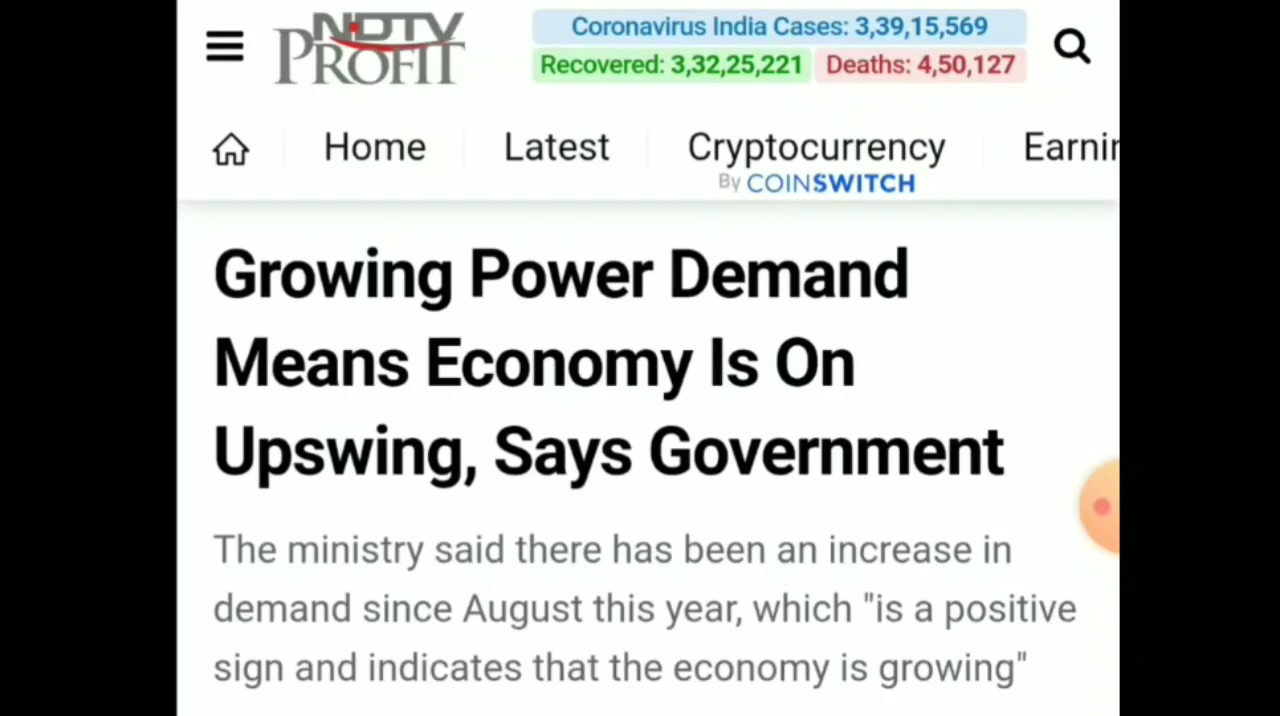 NDTV
PROFIT
Coronavirus India Cases: 3,39,15,569
Recovered: 3,32,25,221 Deaths: 4,50,127
Home Latest Cryptocurrency Earnin
By COINSWITCH
Growing Power Demand
Means Economy Is On
Upswing, Says Government
The ministry said there has been an increase in
demand since August this year, which "is a positive
sign and indicates that the economy is growing"